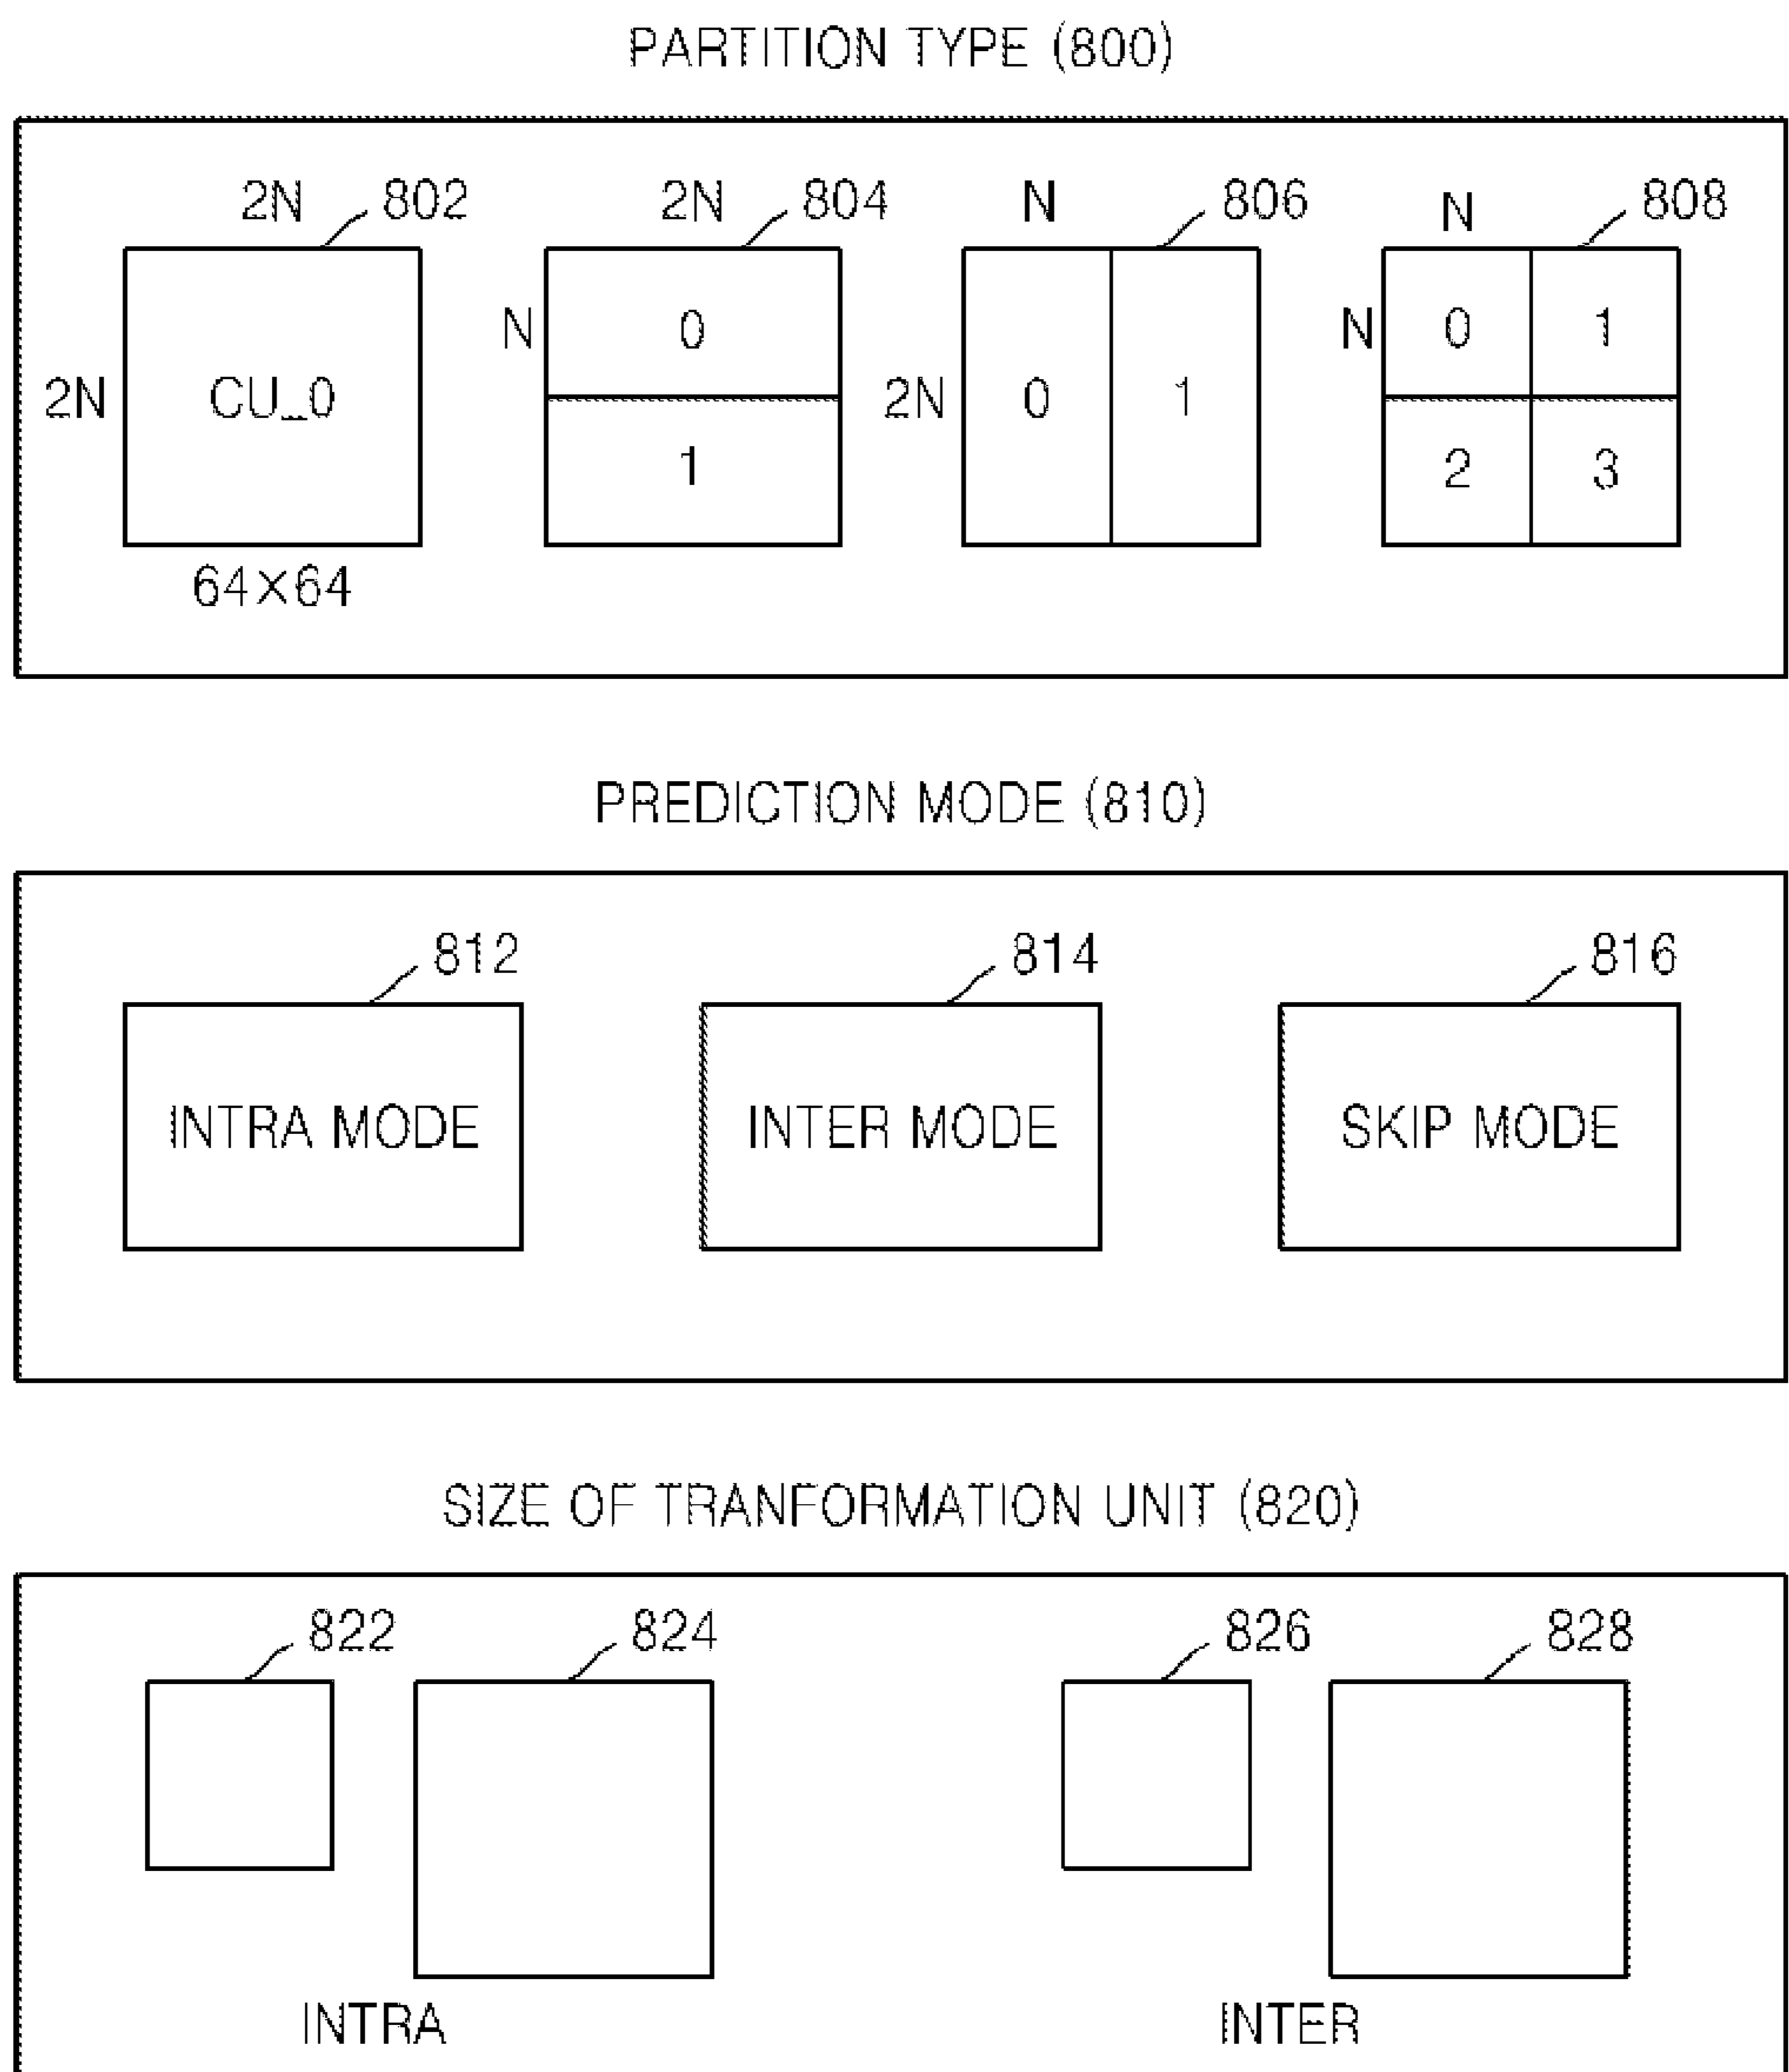 PARTITION TYPE (800)
2N 802 2N 804 N 806 N 808
N 0 N 0 1
2N CU_0 2N 0 1
1 2 3
64×64
PREDICTION MODE (810)
812 814 816
INTRA MODE INTER MODE SKIP MODE
SIZE OF TRANFORMATION UNIT (820)
822 824 826 828
INTRA INTER